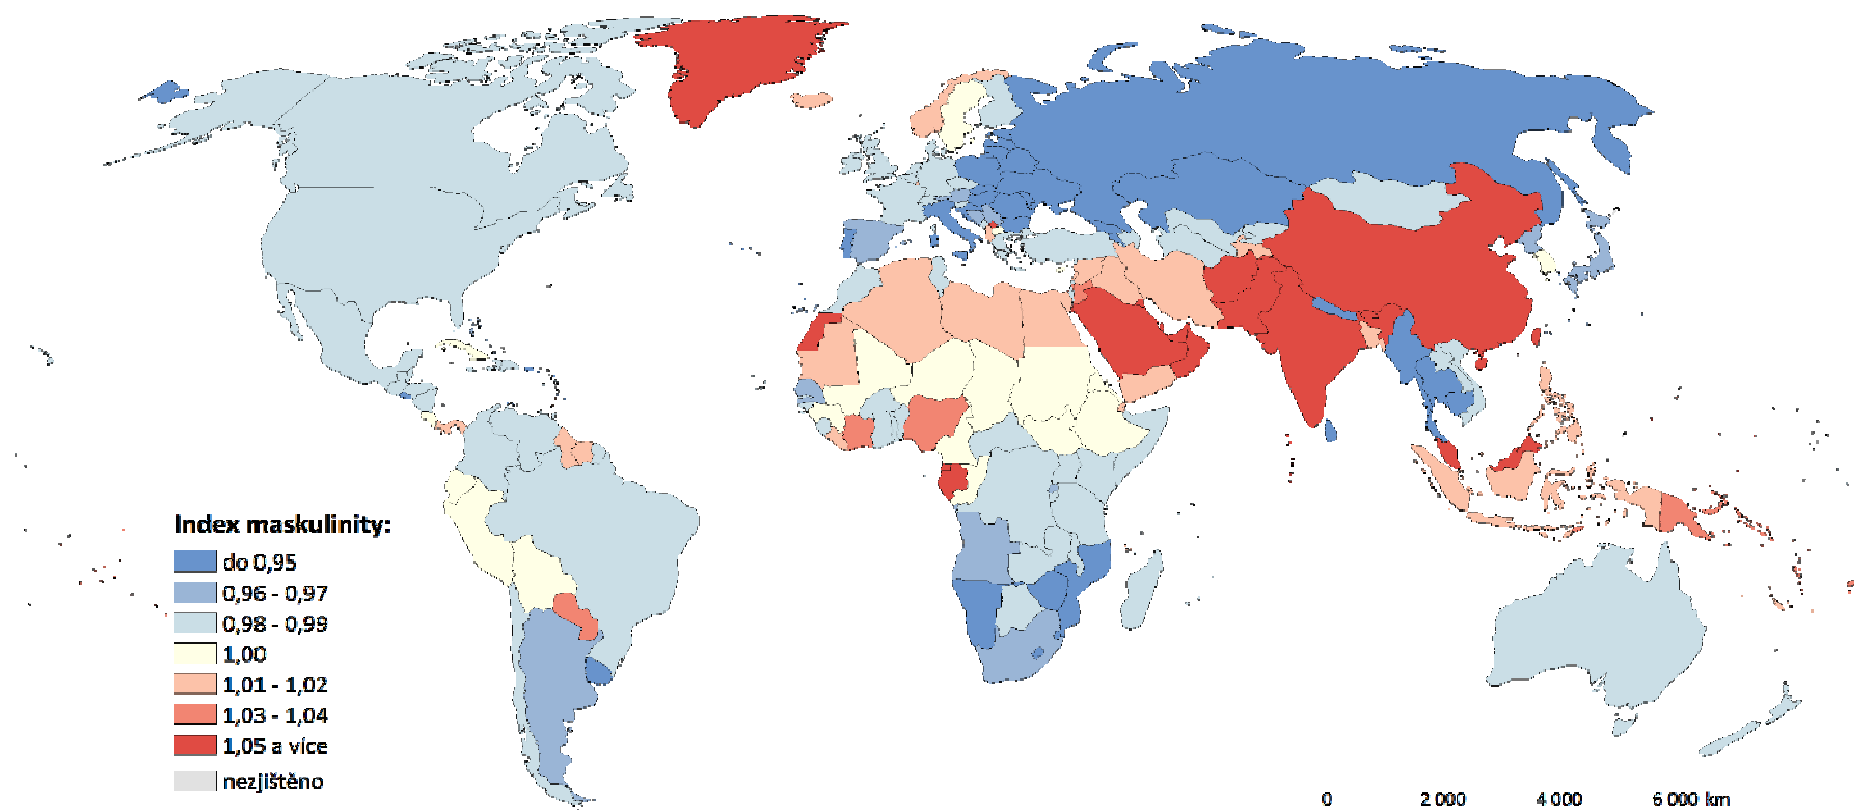 Index maskulinity:
do 0,95
0,96 - 0,97
0,98 - 0,99
1,00
1,01 - 1,02
1,03 - 1,04
1,05 a více
nezjištěno
0 2 000 4 000 6 000 km